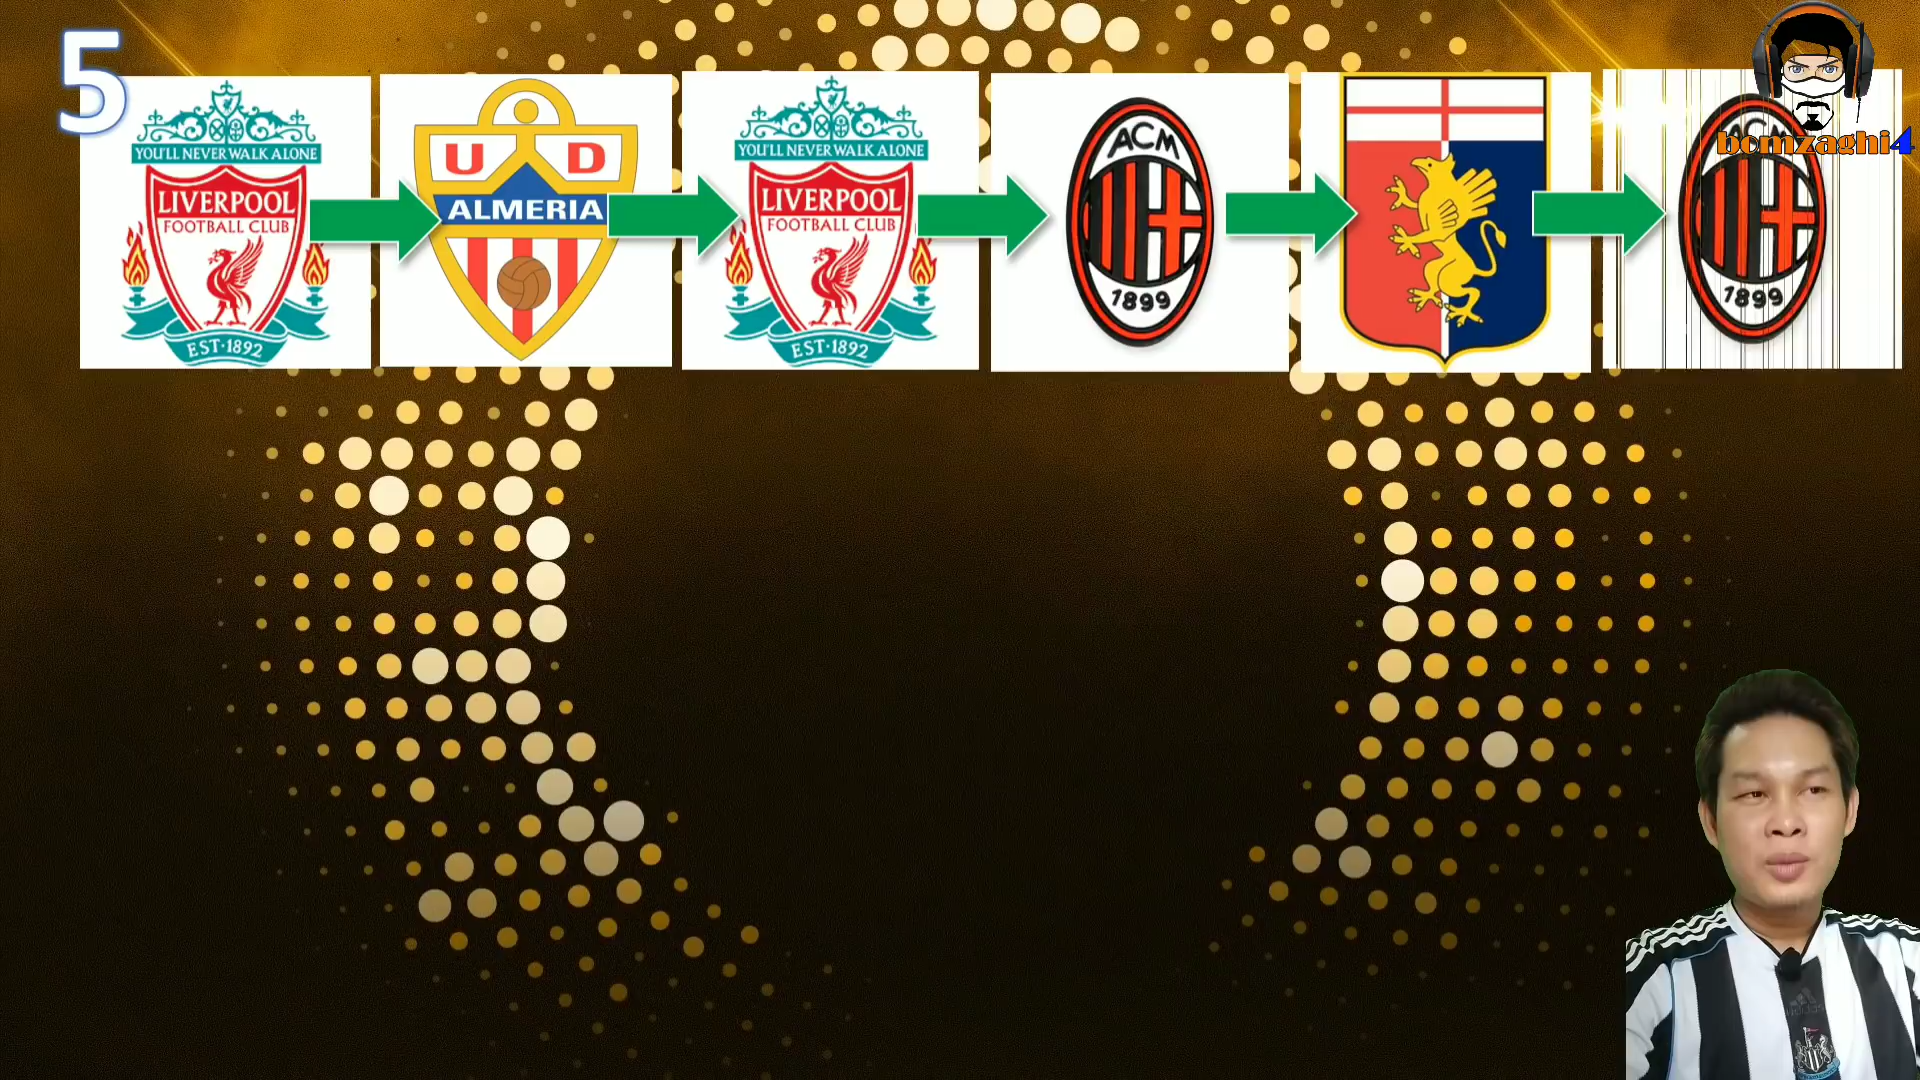 5
YOU'LL NEVER WALK ALONE
LIVERPOOL
FOOTBALL CLUB
EST·1892
U D
ALMERIA
YOU'LL NEVER WALK ALONE
LIVERPOOL
FOOTBALL CLUB
EST·1892
ACM
1899
ACM
1899
bomzaghi4